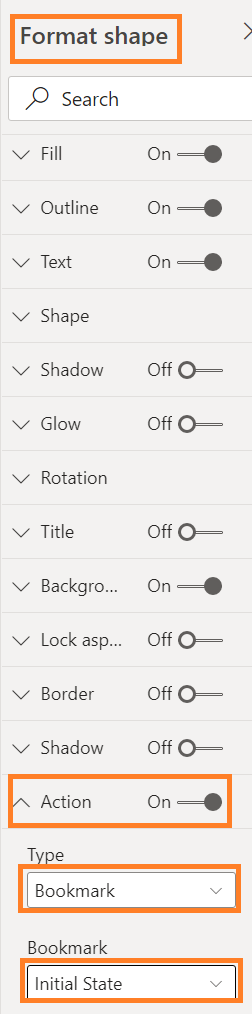 Format shape
Search
Fill On
Outline On
Text On
Shape
Shadow Off
Glow Off
Rotation
Title Off
Backgro... On
Lock asp... Off
Border Off
Shadow Off
Action On
Type
Bookmark
Bookmark
Initial State